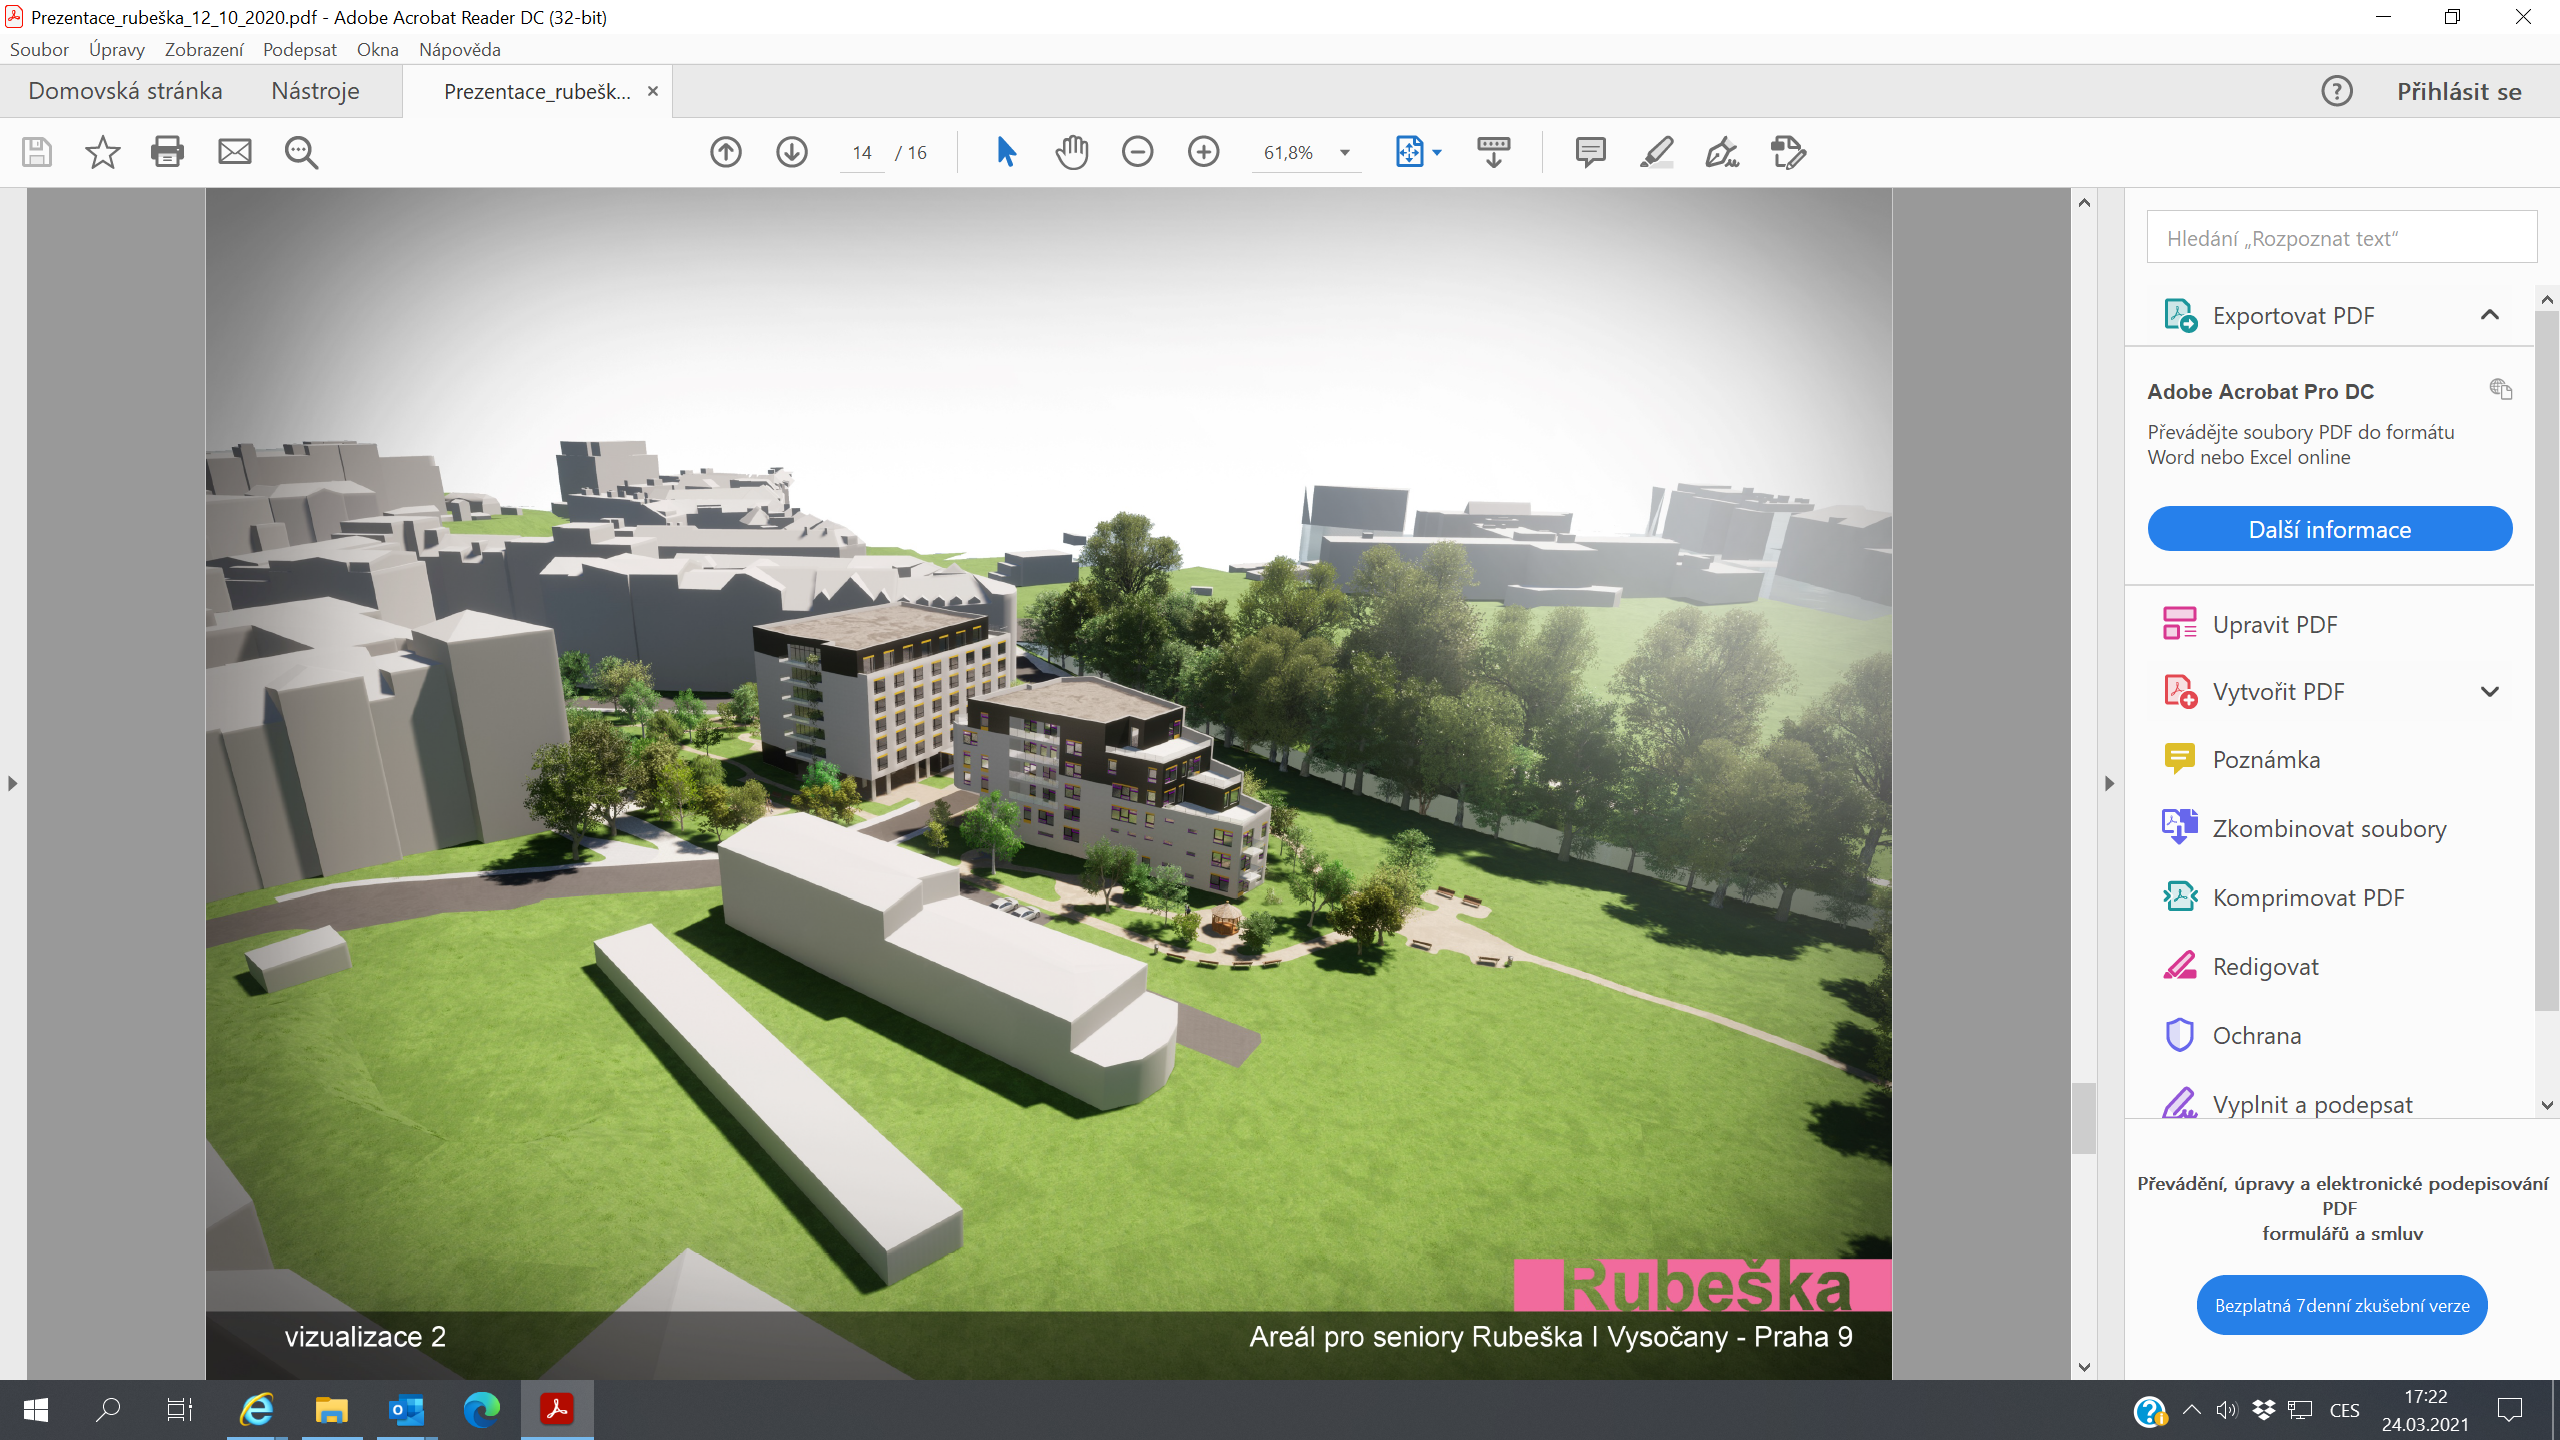 Prezentace_rubeška_12_10_2020.pdf - Adobe Acrobat Reader DC (32-bit)
Soubor Úpravy Zobrazení Podepsat Okna Nápověda
Domovská stránka Nástroje Prezentace_rubešk... × Přihlásit se
14 / 16 61,8%
Hledání „Rozpoznat text“
Exportovat PDF
Adobe Acrobat Pro DC
Převádějte soubory PDF do formátu
Word nebo Excel online
Další informace
Upravit PDF
Vytvořit PDF
Poznámka
Zkombinovat soubory
Komprimovat PDF
Redigovat
Ochrana
Vyplnit a podepsat
Převádění, úpravy a elektronické podepisování
PDF
formulářů a smluv
Bezplatná 7denní zkušební verze
Rubeška
vizualizace 2
Areál pro seniory Rubeška I Vysočany - Praha 9
CES
17:22
24.03.2021